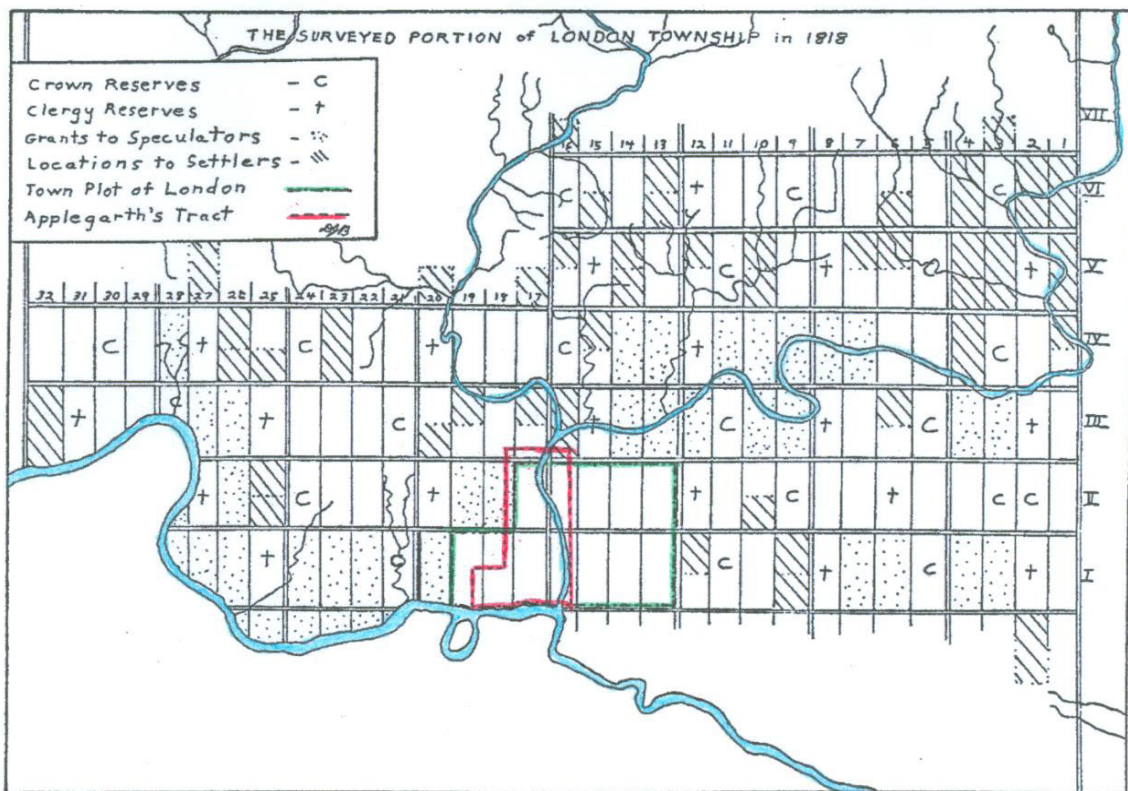 THE SURVEYED PORTION of LONDON TOWNSHIP in 1818
Crown Reserves - C
Clergy Reserves - †
Grants to Speculators -
Locations to Settlers -
Town Plot of London
Applegarth's Tract
VII
16 15 14 13 12 11 10 9 8 7 6 5 4 3 2 1
C † C C VI
† C † † V
32 31 30 29 28 27 26 25 24 23 22 21 20 19 18 17
C † C † C † C IV
C
† † C † C † C † III
† C † † C † C C II
† C C † C † I